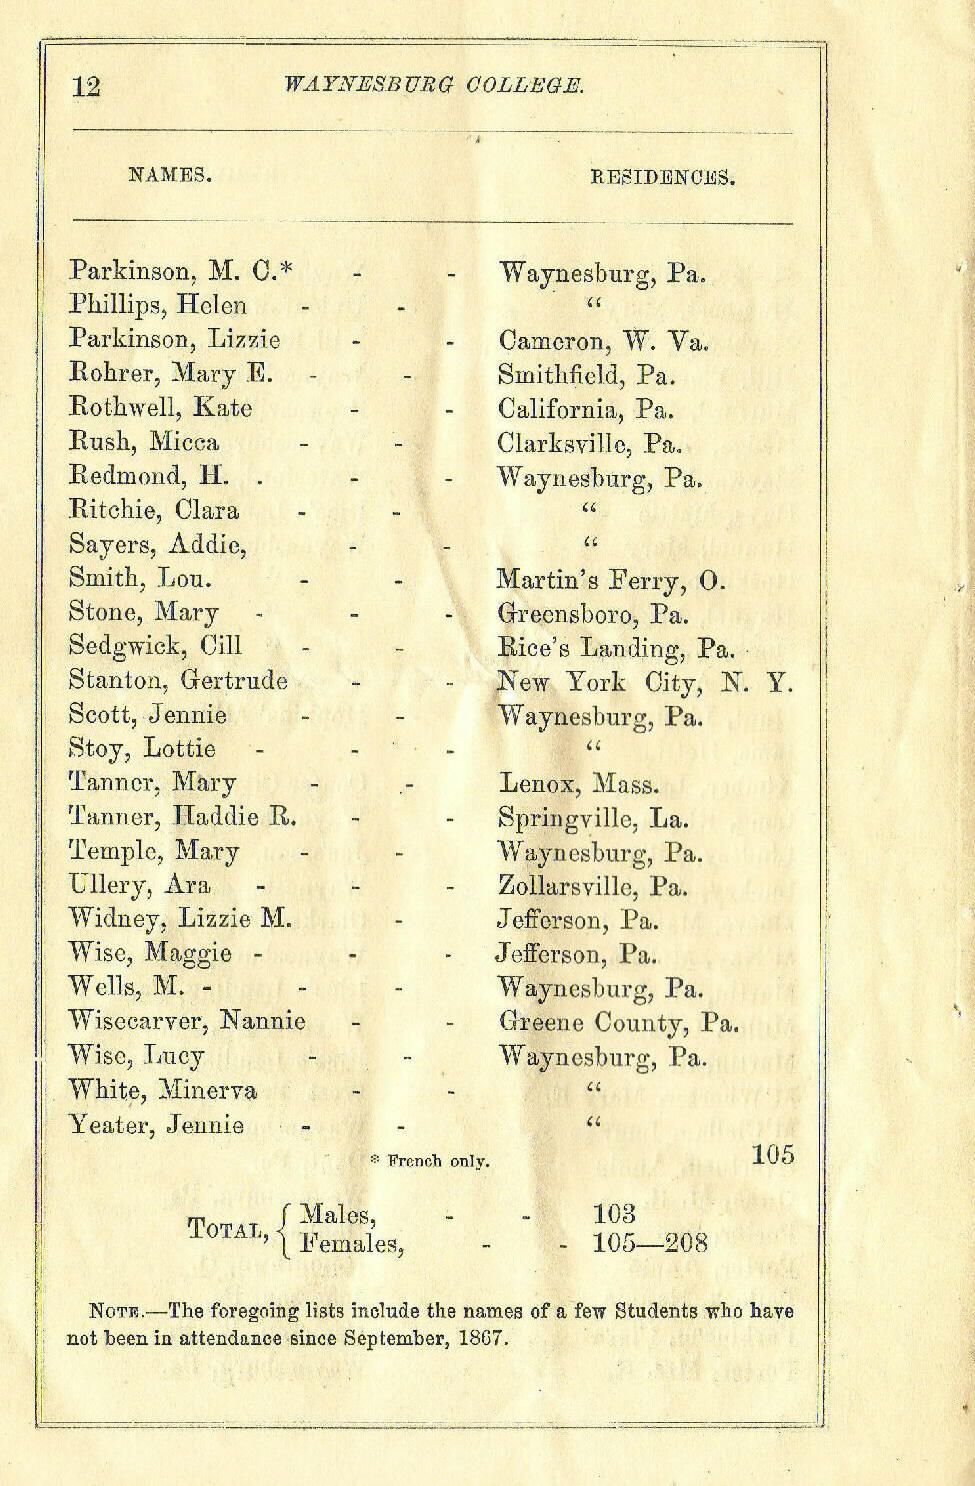 12 WAYNESBURG COLLEGE.
NAMES. RESIDENCES.
Parkinson, M. C.* - - Waynesburg, Pa.
Phillips, Helen - - “
Parkinson, Lizzie - - Cameron, W. Va.
Rohrer, Mary E. - - Smithfield, Pa.
Rothwell, Kate - - California, Pa.
Rush, Micca - - Clarksville, Pa.
Redmond, H. . - - Waynesburg, Pa.
Ritchie, Clara - - “
Sayers, Addie, - - “
Smith, Lou. - - Martin's Ferry, O.
Stone, Mary - - - Greensboro, Pa.
Sedgwick, Cill - - Rice's Landing, Pa.
Stanton, Gertrude - - New York City, N. Y.
Scott, Jennie - - Waynesburg, Pa.
Stoy, Lottie - - - “
Tanner, Mary - - Lenox, Mass.
Tanner, Haddie R. - - Springville, La.
Temple, Mary - - Waynesburg, Pa.
Ullery, Ara - - - Zollarsville, Pa.
Widney, Lizzie M. - Jefferson, Pa.
Wise, Maggie - - - Jefferson, Pa.
Wells, M. - - - Waynesburg, Pa.
Wisecarver, Nannie - - Greene County, Pa.
Wise, Lucy - - Waynesburg, Pa.
White, Minerva - - “
Yeater, Jennie - - “
* French only. 105
TOTAL, { Males, - - 103
Females, - - 105—208
NOTE.—The foregoing lists include the names of a few Students who have
not been in attendance since September, 1867.